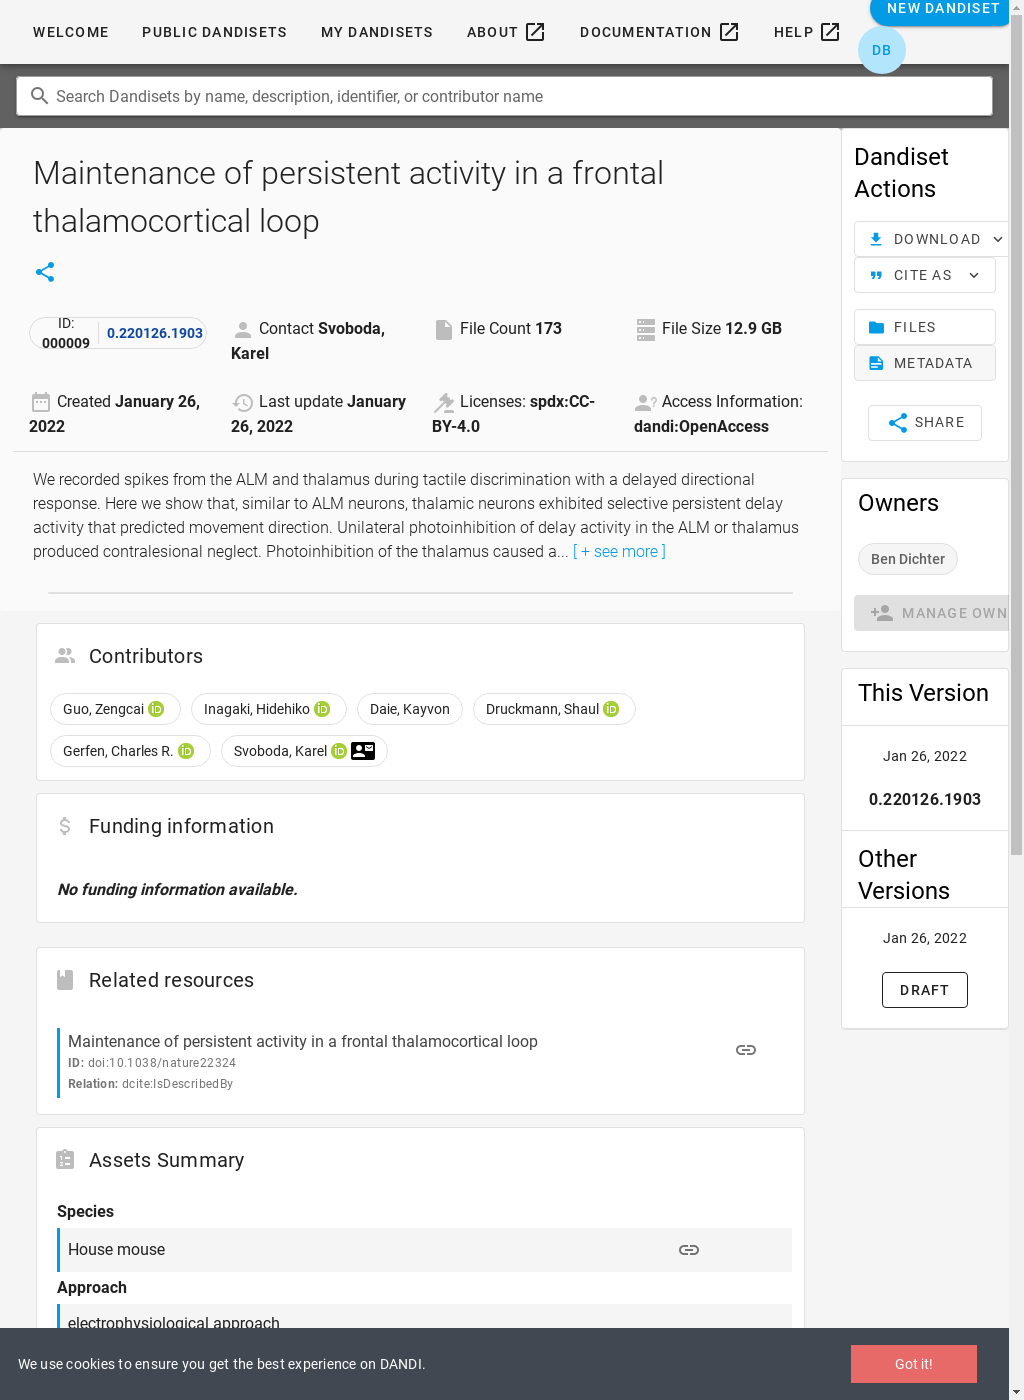 WELCOME PUBLIC DANDISETS MY DANDISETS ABOUT DOCUMENTATION HELP NEW DANDISET
DB
Search Dandisets by name, description, identifier, or contributor name
Maintenance of persistent activity in a frontal
thalamocortical loop
ID:
000009
0.220126.1903
Contact Svoboda,
Karel
File Count 173
File Size 12.9 GB
Created January 26,
2022
Last update January
26, 2022
Licenses: spdx:CC-
BY-4.0
Access Information:
dandi:OpenAccess
We recorded spikes from the ALM and thalamus during tactile discrimination with a delayed directional
response. Here we show that, similar to ALM neurons, thalamic neurons exhibited selective persistent delay
activity that predicted movement direction. Unilateral photoinhibition of delay activity in the ALM or thalamus
produced contralesional neglect. Photoinhibition of the thalamus caused a... [ + see more ]
Contributors
Guo, Zengcai iD Inagaki, Hidehiko iD Daie, Kayvon Druckmann, Shaul iD
Gerfen, Charles R. iD Svoboda, Karel iD
Funding information
No funding information available.
Related resources
Maintenance of persistent activity in a frontal thalamocortical loop
ID: doi:10.1038/nature22324
Relation: dcite:IsDescribedBy
Assets Summary
Species
House mouse
Approach
electrophysiological approach
Dandiset
Actions
DOWNLOAD
CITE AS
FILES
METADATA
SHARE
Owners
Ben Dichter
MANAGE OWN
This Version
Jan 26, 2022
0.220126.1903
Other
Versions
Jan 26, 2022
DRAFT
We use cookies to ensure you get the best experience on DANDI.
Got it!